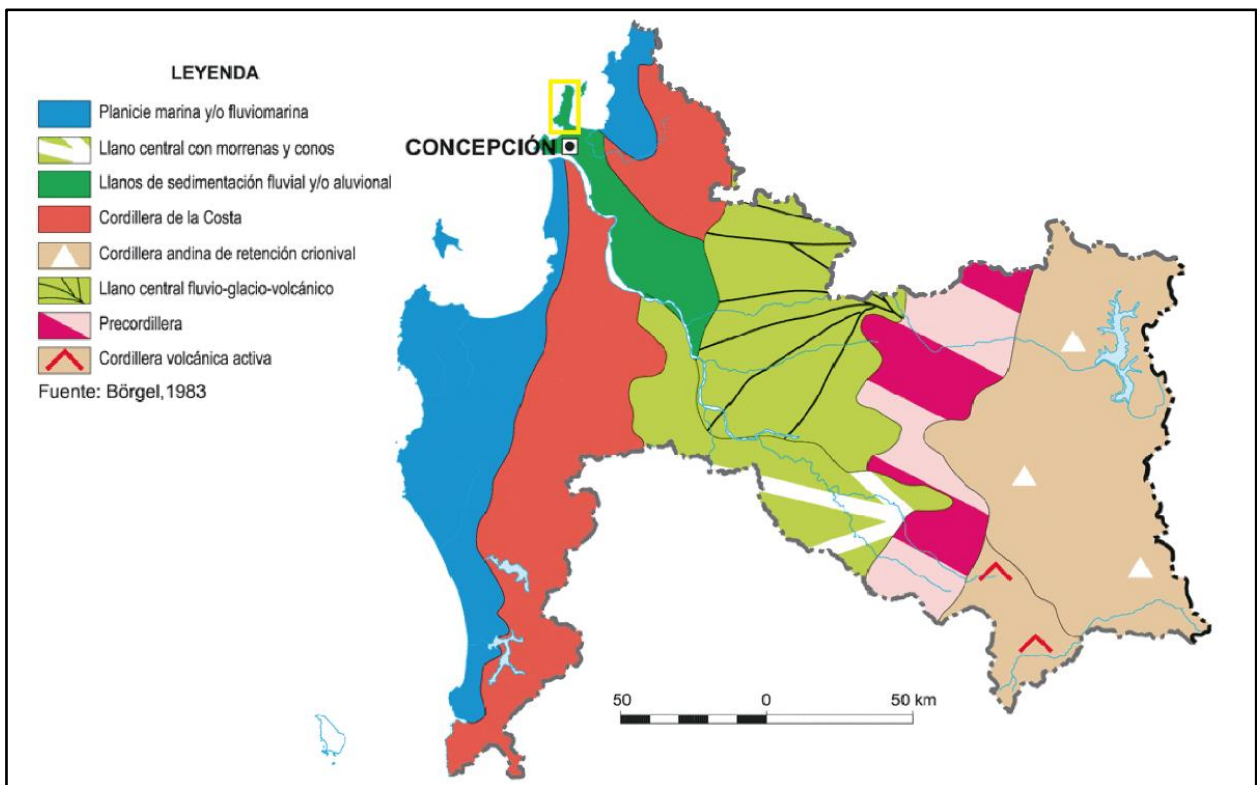 LEYENDA
Planicie marina y/o fluviomarina
Llano central con morrenas y conos
Llanos de sedimentación fluvial y/o aluvional
Cordillera de la Costa
Cordillera andina de retención crionival
Llano central fluvio-glacio-volcánico
Precordillera
Cordillera volcánica activa
Fuente: Börgel,1983
CONCEPCIÓN
50 0 50 km